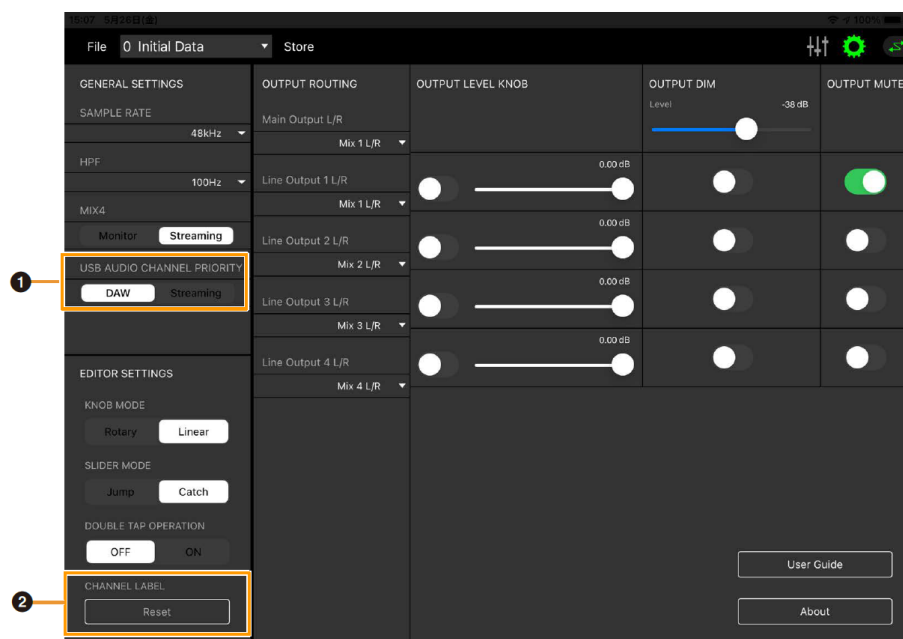 15:07 5月26日(金)
100%
File 0 Initial Data Store
GENERAL SETTINGS
SAMPLE RATE
48kHz
HPF
100Hz
MIX4
Monitor Streaming
1
USB AUDIO CHANNEL PRIORITY
DAW Streaming
EDITOR SETTINGS
KNOB MODE
Rotary Linear
SLIDER MODE
Jump Catch
DOUBLE TAP OPERATION
OFF ON
2
CHANNEL LABEL
Reset
OUTPUT ROUTING
Main Output L/R
Mix 1 L/R
Line Output 1 L/R
Mix 1 L/R
Line Output 2 L/R
Mix 2 L/R
Line Output 3 L/R
Mix 3 L/R
Line Output 4 L/R
Mix 4 L/R
OUTPUT LEVEL KNOB
0.00 dB
0.00 dB
0.00 dB
0.00 dB
OUTPUT DIM
Level -38 dB
OUTPUT MUTE
User Guide
About